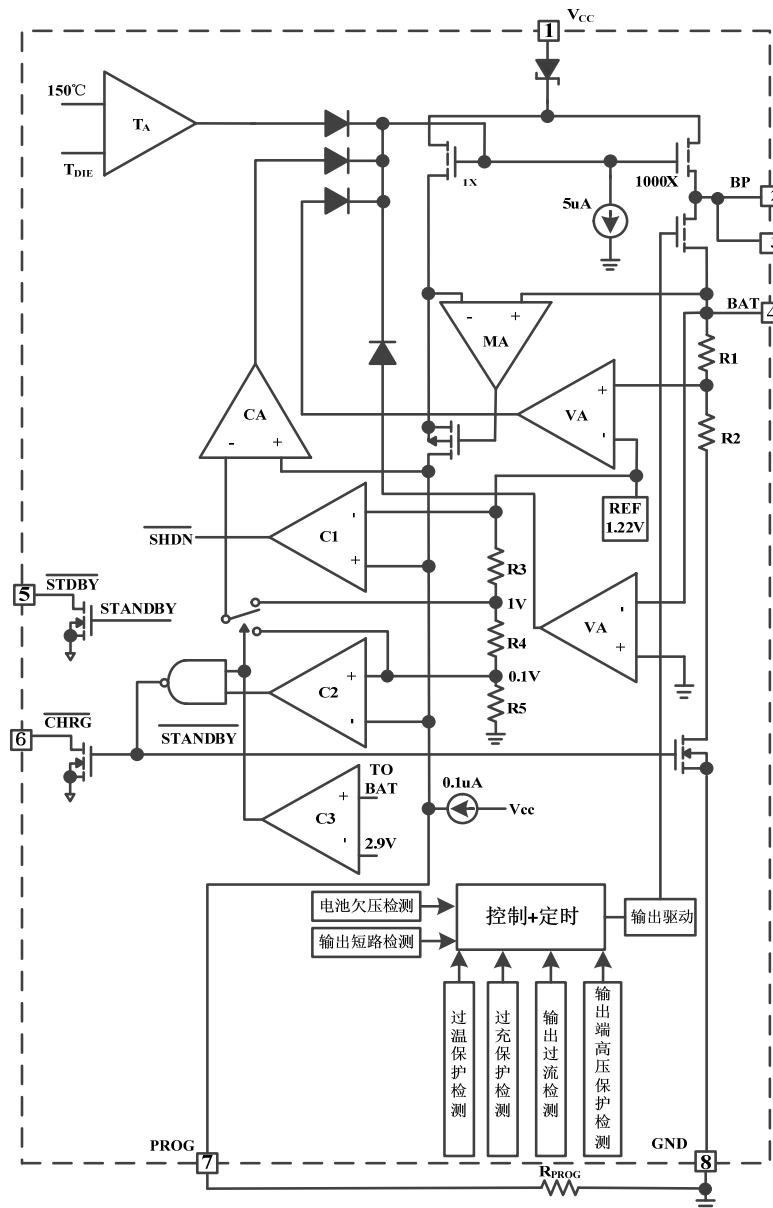 VCC
1
150℃
TA
TDIE
1X
1000X
BP
2
3
5uA
BAT
4
- +
MA
R1
+
VA
-
R2
CA
- +
REF
1.22V
SHDN
C1
-
+
R3
STDBY
5
STANDBY
1V
R4
VA
-
+
0.1V
C2
+
-
R5
CHRG
6
STANDBY
TO
BAT
+
C3
-
2.9V
0.1uA
Vcc
电池欠压检测
输出短路检测
控制+定时
输出驱动
过温保护检测
过充保护检测
输出过流检测
输出端高压保护检测
PROG
7
GND
8
RPROG